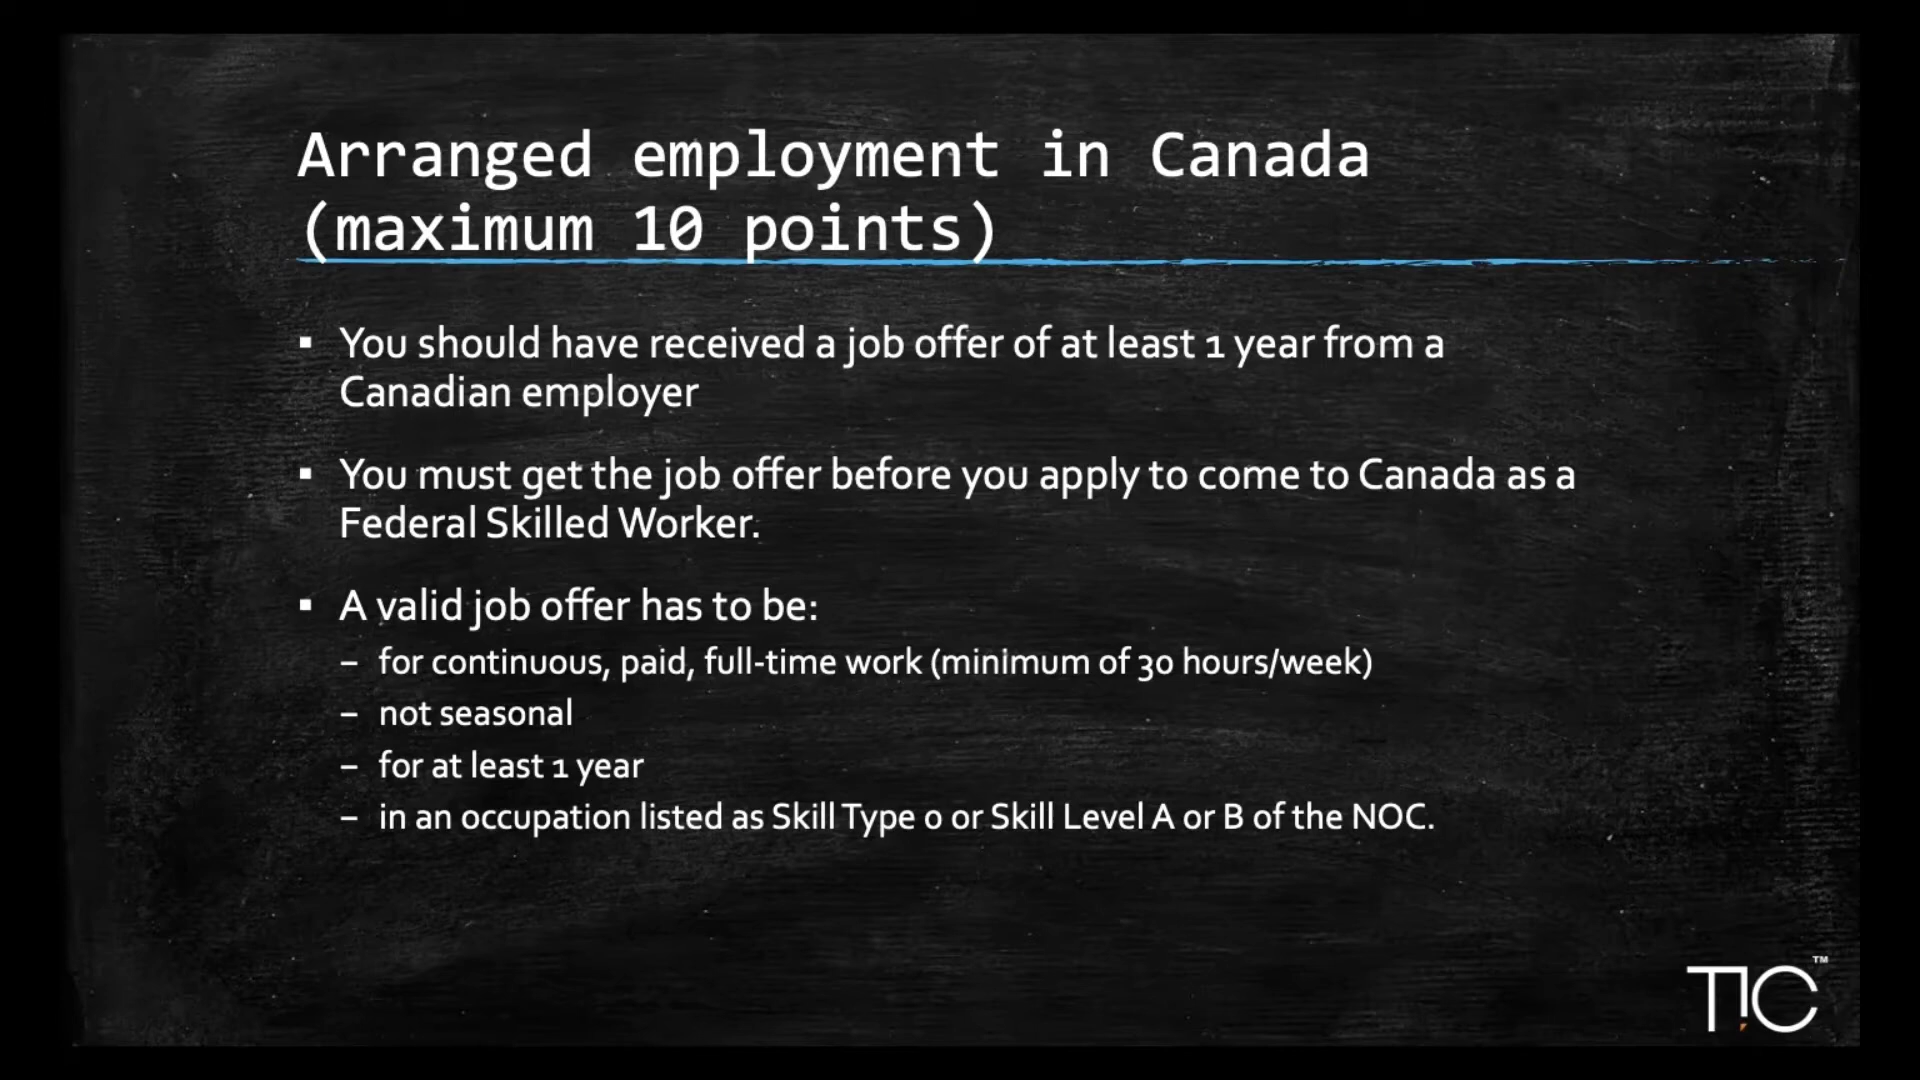 Arranged employment in Canada
(maximum 10 points)
▪ You should have received a job offer of at least 1 year from a
Canadian employer
▪ You must get the job offer before you apply to come to Canada as a
Federal Skilled Worker.
▪ A valid job offer has to be:
– for continuous, paid, full-time work (minimum of 30 hours/week)
– not seasonal
– for at least 1 year
– in an occupation listed as Skill Type 0 or Skill Level A or B of the NOC.
TIC™